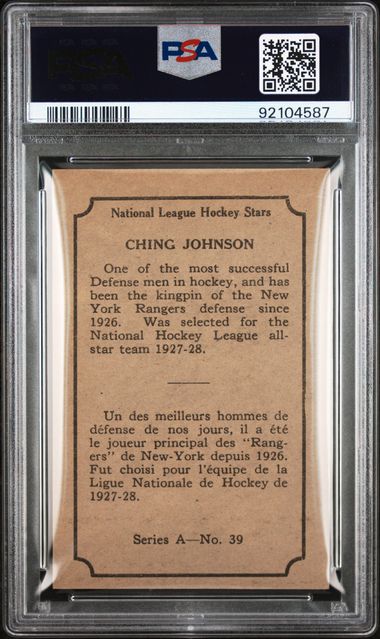 PSA
92104587
National League Hockey Stars
CHING JOHNSON
One of the most successful
Defense men in hockey, and has
been the kingpin of the New
York Rangers defense since
1926. Was selected for the
National Hockey League all-
star team 1927-28.
Un des meilleurs hommes de
défense de nos jours, il a été
le joueur principal des "Rang-
ers" de New-York depuis 1926.
Fut choisi pour l'équipe de la
Ligue Nationale de Hockey de
1927-28.
Series A—No. 39